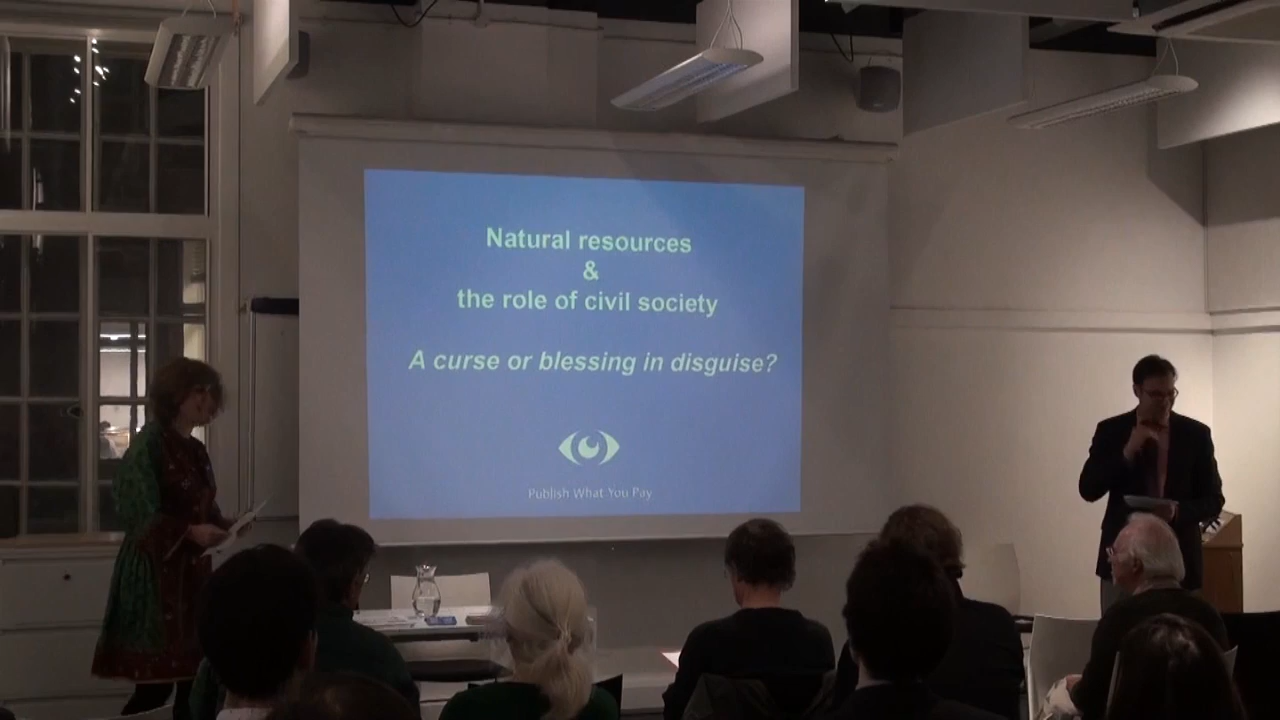 Natural resources
&
the role of civil society
A curse or blessing in disguise?
Publish What You Pay